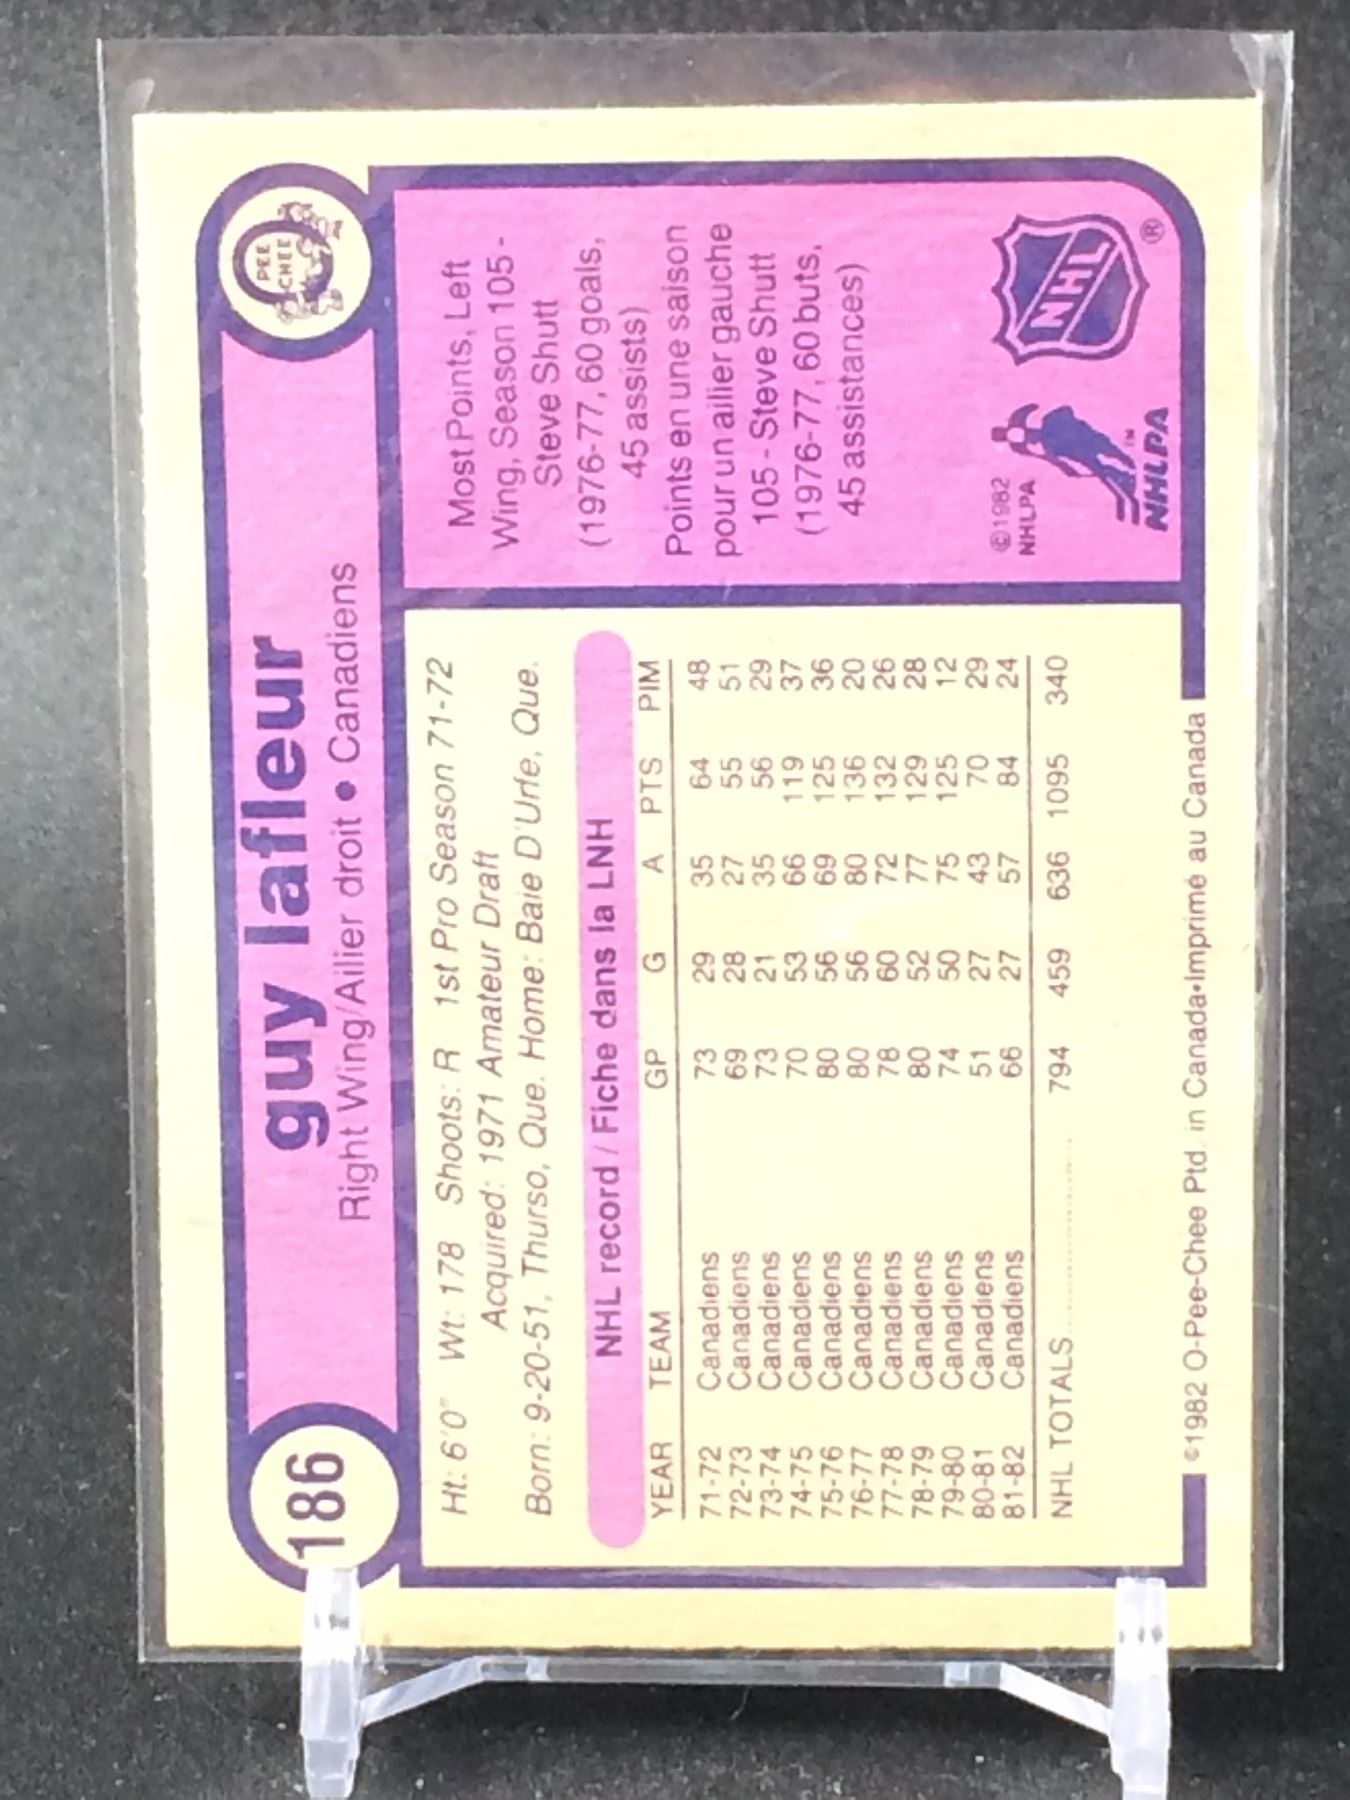 186
guy lafleur
Right Wing/Ailier droit • Canadiens
PEE
CHEE
Ht: 6'0" Wt: 178 Shoots: R 1st Pro Season 71-72
Acquired: 1971 Amateur Draft
Born: 9-20-51, Thurso, Que. Home: Baie D'Urfe, Que.
NHL record / Fiche dans la LNH
YEAR TEAM GP G A PTS PIM
71-72 Canadiens 73 29 35 64 48
72-73 Canadiens 69 28 27 55 51
73-74 Canadiens 73 21 35 56 29
74-75 Canadiens 70 53 66 119 37
75-76 Canadiens 80 56 69 125 36
76-77 Canadiens 80 56 80 136 20
77-78 Canadiens 78 60 72 132 26
78-79 Canadiens 80 52 77 129 28
79-80 Canadiens 74 50 75 125 12
80-81 Canadiens 51 27 43 70 29
81-82 Canadiens 66 27 57 84 24
NHL TOTALS 794 459 636 1095 340
Most Points, Left
Wing, Season 105 -
Steve Shutt
(1976-77, 60 goals,
45 assists)
Points en une saison
pour un ailier gauche
105 - Steve Shutt
(1976-77, 60 buts,
45 assistances)
©1982
NHLPA
NHLPA™
NHL®
©1982 O-Pee-Chee Ptd. in Canada•Imprimé au Canada